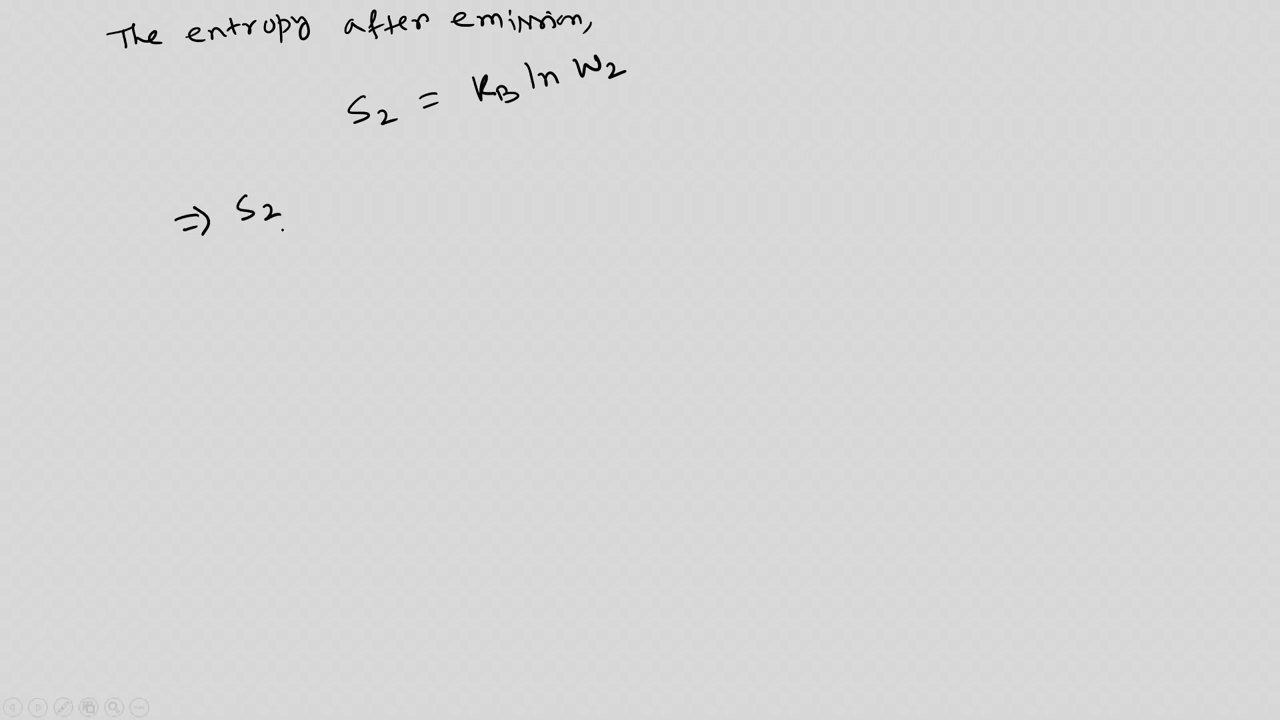 The entropy after emission,
S₂ = K_B ln W₂
⇒ S₂